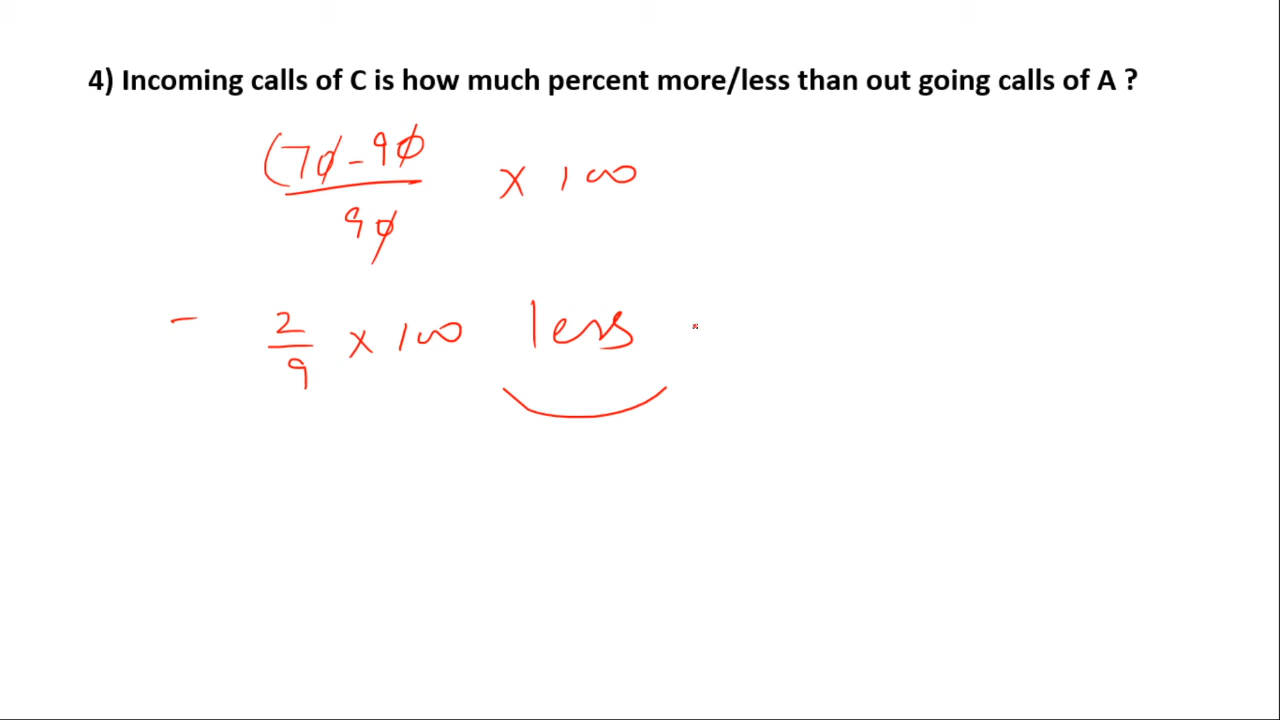 4) Incoming calls of C is how much percent more/less than out going calls of A ?
(70-90
90
x 100
-
2
9
x 100 less